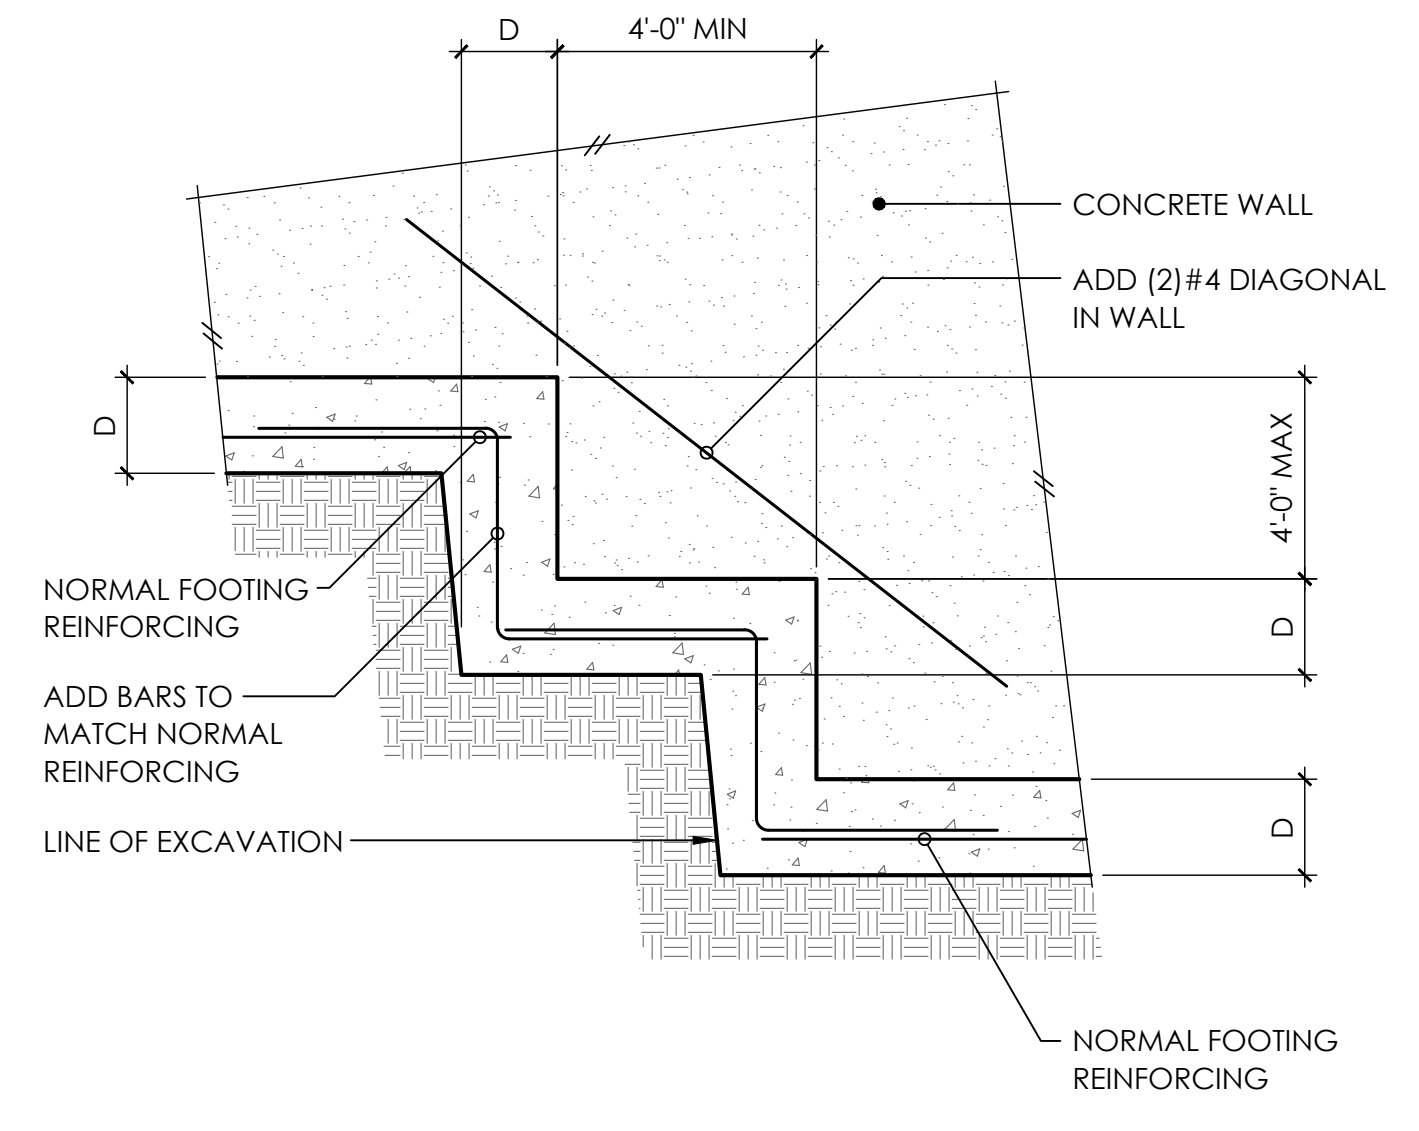 D
4'-0" MIN
CONCRETE WALL
ADD (2)#4 DIAGONAL
IN WALL
D
4'-0" MAX
NORMAL FOOTING
REINFORCING
D
ADD BARS TO
MATCH NORMAL
REINFORCING
LINE OF EXCAVATION
D
NORMAL FOOTING
REINFORCING